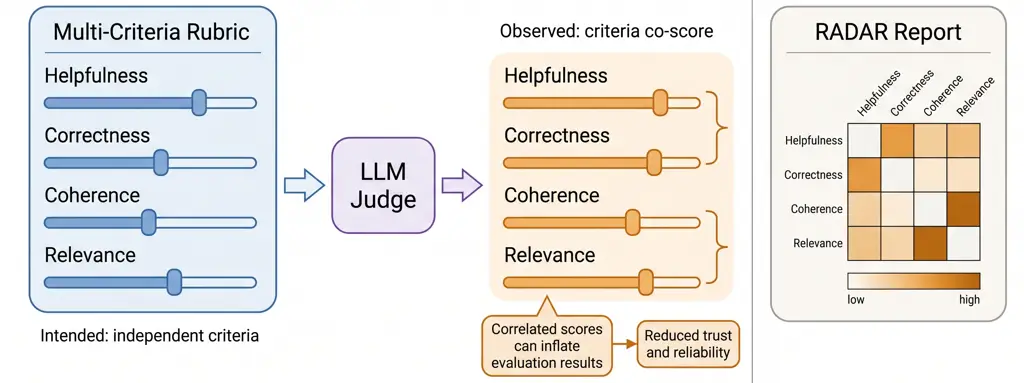 Multi-Criteria Rubric
Helpfulness
Correctness
Coherence
Relevance
Intended: independent criteria
LLM
Judge
Observed: criteria co-score
Helpfulness
Correctness
Coherence
Relevance
Correlated scores
can inflate
evaluation results
Reduced trust
and reliability
RADAR Report
Helpfulness
Correctness
Coherence
Relevance
Helpfulness
Correctness
Coherence
Relevance
low
high